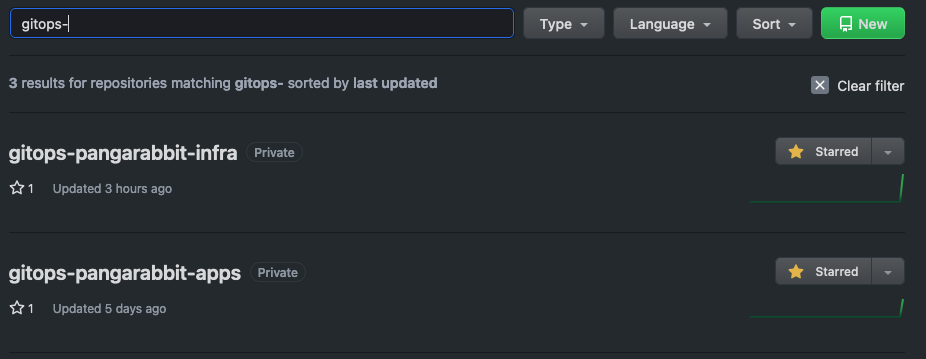 gitops-
Type
Language
Sort
New
3 results for repositories matching gitops- sorted by last updated
Clear filter
gitops-pangarabbit-infra Private
Starred
1 Updated 3 hours ago
gitops-pangarabbit-apps Private
Starred
1 Updated 5 days ago